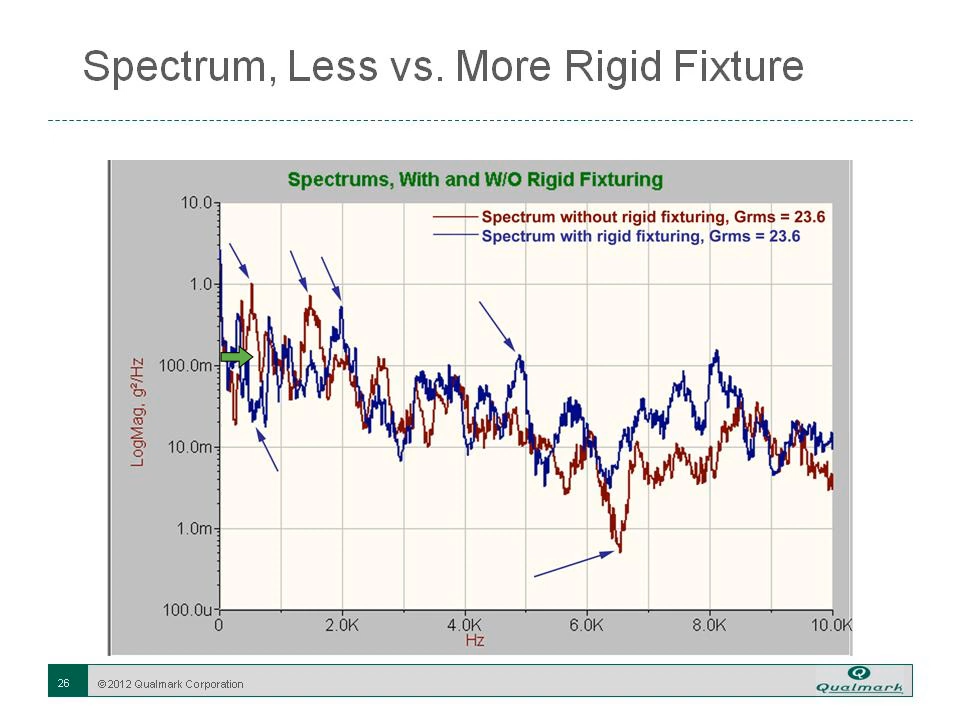 Spectrum, Less vs. More Rigid Fixture
Spectrums, With and W/O Rigid Fixturing
Spectrum without rigid fixturing, Grms = 23.6
Spectrum with rigid fixturing, Grms = 23.6
LogMag, g²/Hz
10.0
1.0
100.0m
10.0m
1.0m
100.0u
0
2.0K
4.0K
6.0K
8.0K
10.0K
Hz
26
©2012 Qualmark Corporation
Q
Qualmark